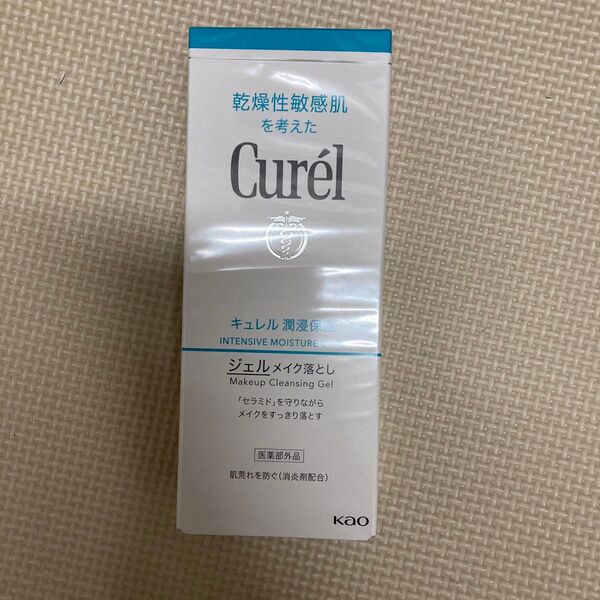 乾燥性敏感肌
を考えた
Curél
キュレル 潤浸保
INTENSIVE MOISTURE
ジェルメイク落とし
Makeup Cleansing Gel
「セラミド」を守りながら
メイクをすっきり落とす
医薬部外品
肌荒れを防ぐ(消炎剤配合)
Kao